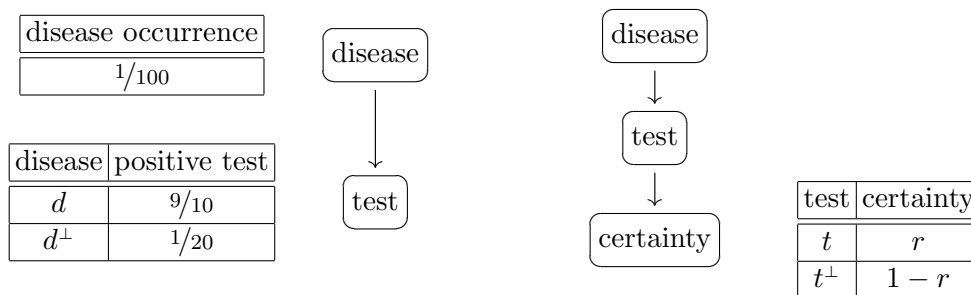 disease occurrence
1/100
disease positive test
d 9/10
d⊥ 1/20
disease
test
disease
test
certainty
test certainty
t r
t⊥ 1 − r